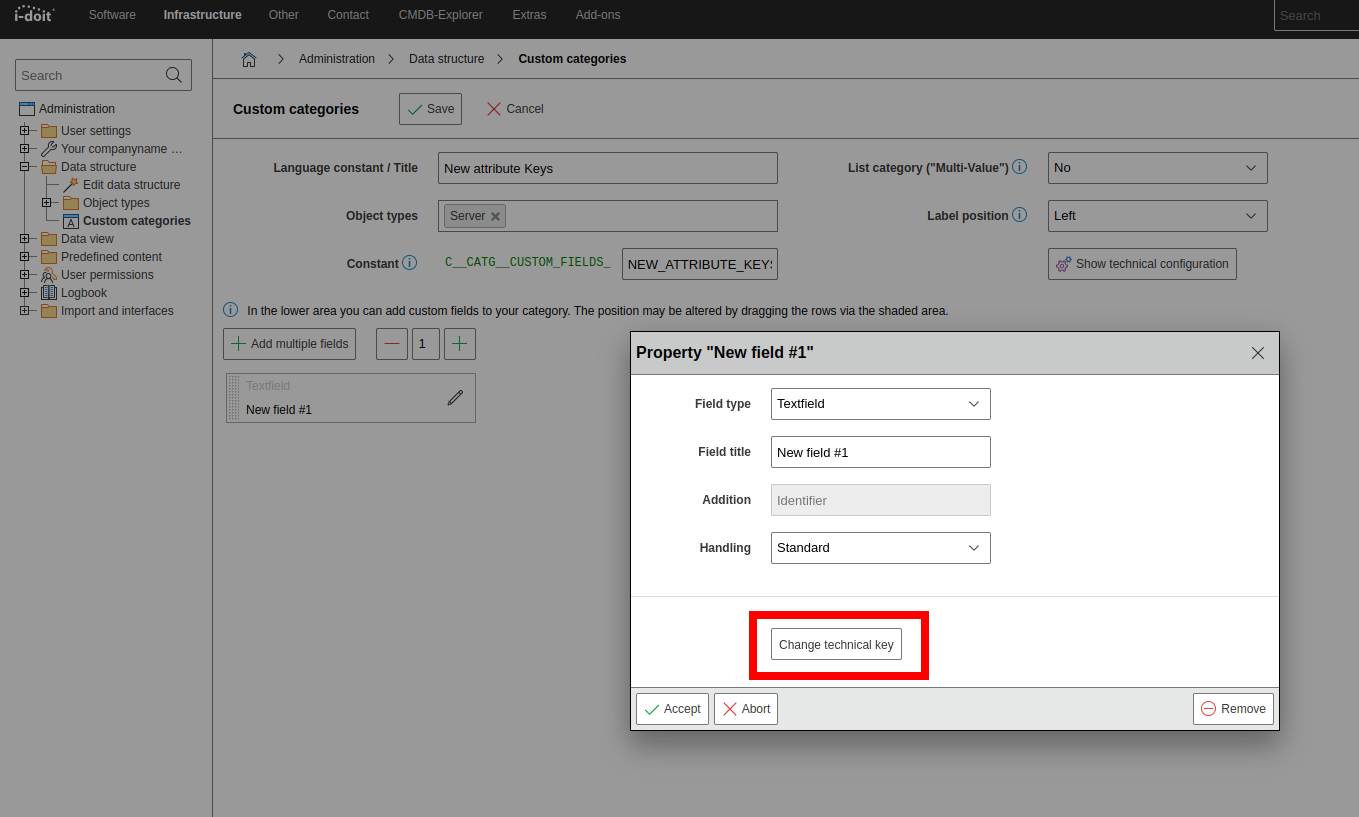 i-doit
Software
Infrastructure
Other
Contact
CMDB-Explorer
Extras
Add-ons
Search
Search
Administration
User settings
Your companyname ...
Data structure
Edit data structure
Object types
Custom categories
Data view
Predefined content
User permissions
Logbook
Import and interfaces
Administration
Data structure
Custom categories
Custom categories
Save
Cancel
Language constant / Title
New attribute Keys
List category ("Multi-Value")
No
Object types
Server
Label position
Left
Constant
C__CATG__CUSTOM_FIELDS_
NEW_ATTRIBUTE_KEYS
Show technical configuration
In the lower area you can add custom fields to your category. The position may be altered by dragging the rows via the shaded area.
Add multiple fields
1
Textfield
New field #1
Property "New field #1"
Field type
Textfield
Field title
New field #1
Addition
Identifier
Handling
Standard
Change technical key
Accept
Abort
Remove